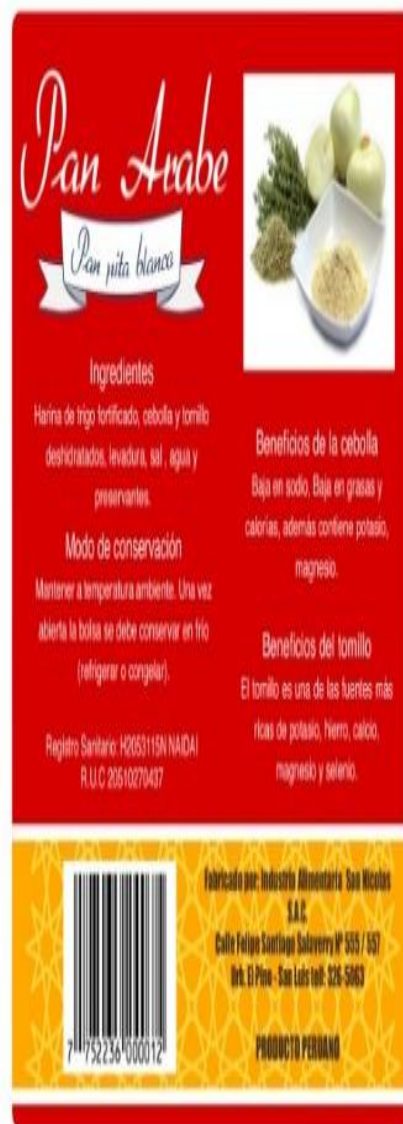 Pan Arabe
Pan pita blanco
Ingredientes
Harina de trigo fortificado, cebolla y tomillo
deshidratados, levadura, sal , agua y
preservantes.
Modo de conservación
Mantener a temperatura ambiente. Una vez
abierta la bolsa se debe conservar en frio
(refrigerar o congelar).
Registro Sanitario: H2053115N NAIDAI
R.U.C 20510270437
Beneficios de la cebolla
Baja en sodio, Baja en grasas y
calorías, además contiene potasio,
magnesio.
Beneficios del tomillo
El tomillo es una de las fuentes más
ricas de potasio, hierro, calcio,
magnesio y selenio.
7 752236 000012
Fabricado por: Industria Alimentaria San Nicolas
S.A.C.
Calle Felipe Santiago Salaverry Nº 555 / 557
Urb. El Pino - San Luis telf: 326-5063
PRODUCTO PERUANO